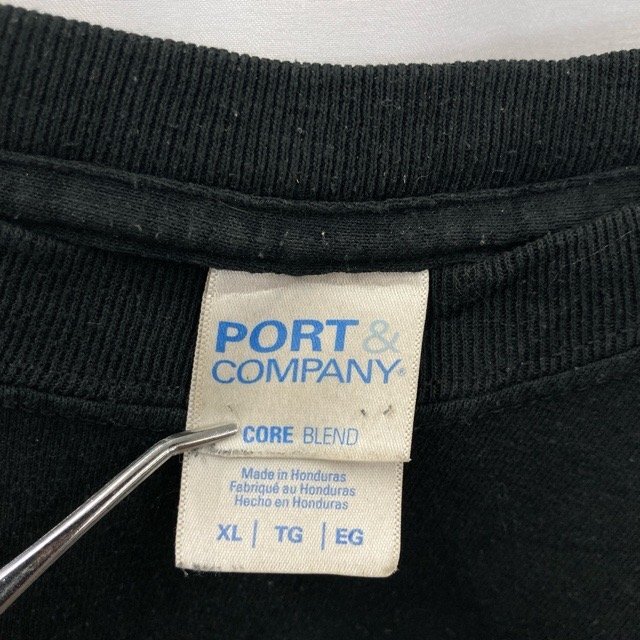 PORT &
COMPANY®
CORE BLEND
Made in Honduras
Fabriqué au Honduras
Hecho en Honduras
XL | TG | EG